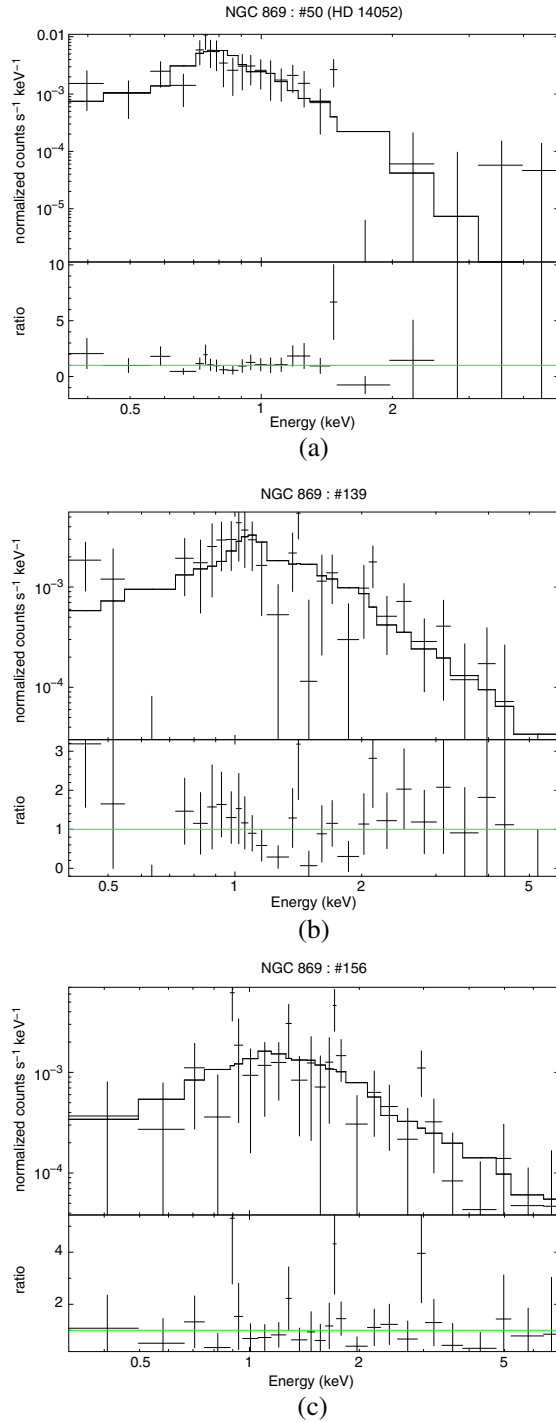 NGC 869 : #50 (HD 14052)
0.01
10⁻³
10⁻⁴
10⁻⁵
normalized counts s⁻¹ keV⁻¹
10
5
0
ratio
0.5 1 2
Energy (keV)
(a)
NGC 869 : #139
10⁻³
10⁻⁴
normalized counts s⁻¹ keV⁻¹
3
2
1
0
ratio
0.5 1 2 5
Energy (keV)
(b)
NGC 869 : #156
10⁻³
10⁻⁴
normalized counts s⁻¹ keV⁻¹
4
2
ratio
0.5 1 2 5
Energy (keV)
(c)